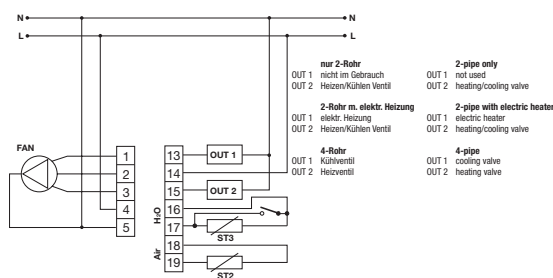 N N
L L
nur 2-Rohr 2-pipe only
OUT 1 nicht im Gebrauch OUT 1 not used
OUT 2 Heizen/Kühlen Ventil OUT 2 heating/cooling valve
2-Rohr m. elektr. Heizung 2-pipe with electric heater
OUT 1 elektr. Heizung OUT 1 electric heater
OUT 2 Heizen/Kühlen Ventil OUT 2 heating/cooling valve
4-Rohr 4-pipe
OUT 1 Kühlventil OUT 1 cooling valve
OUT 2 Heizventil OUT 2 heating valve
FAN
1
2
3
4
5
13 OUT 1
14
15 OUT 2
16
17
H₂O
ST3
18
19
Air
ST2